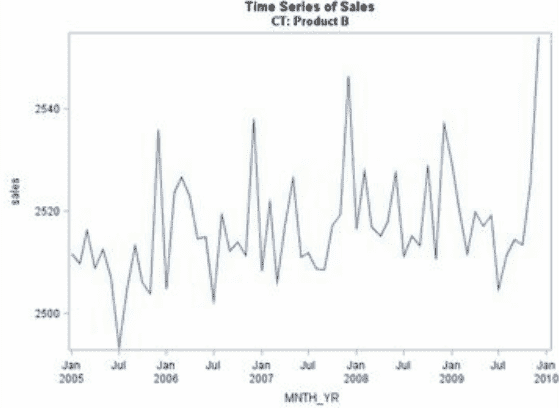 Time Series of Sales
CT: Product B
2540
sales
2520
2500
Jan Jul Jan Jul Jan Jul Jan Jul Jan Jul Jan
2005 2006 2007 2008 2009 2010
MNTH_YR